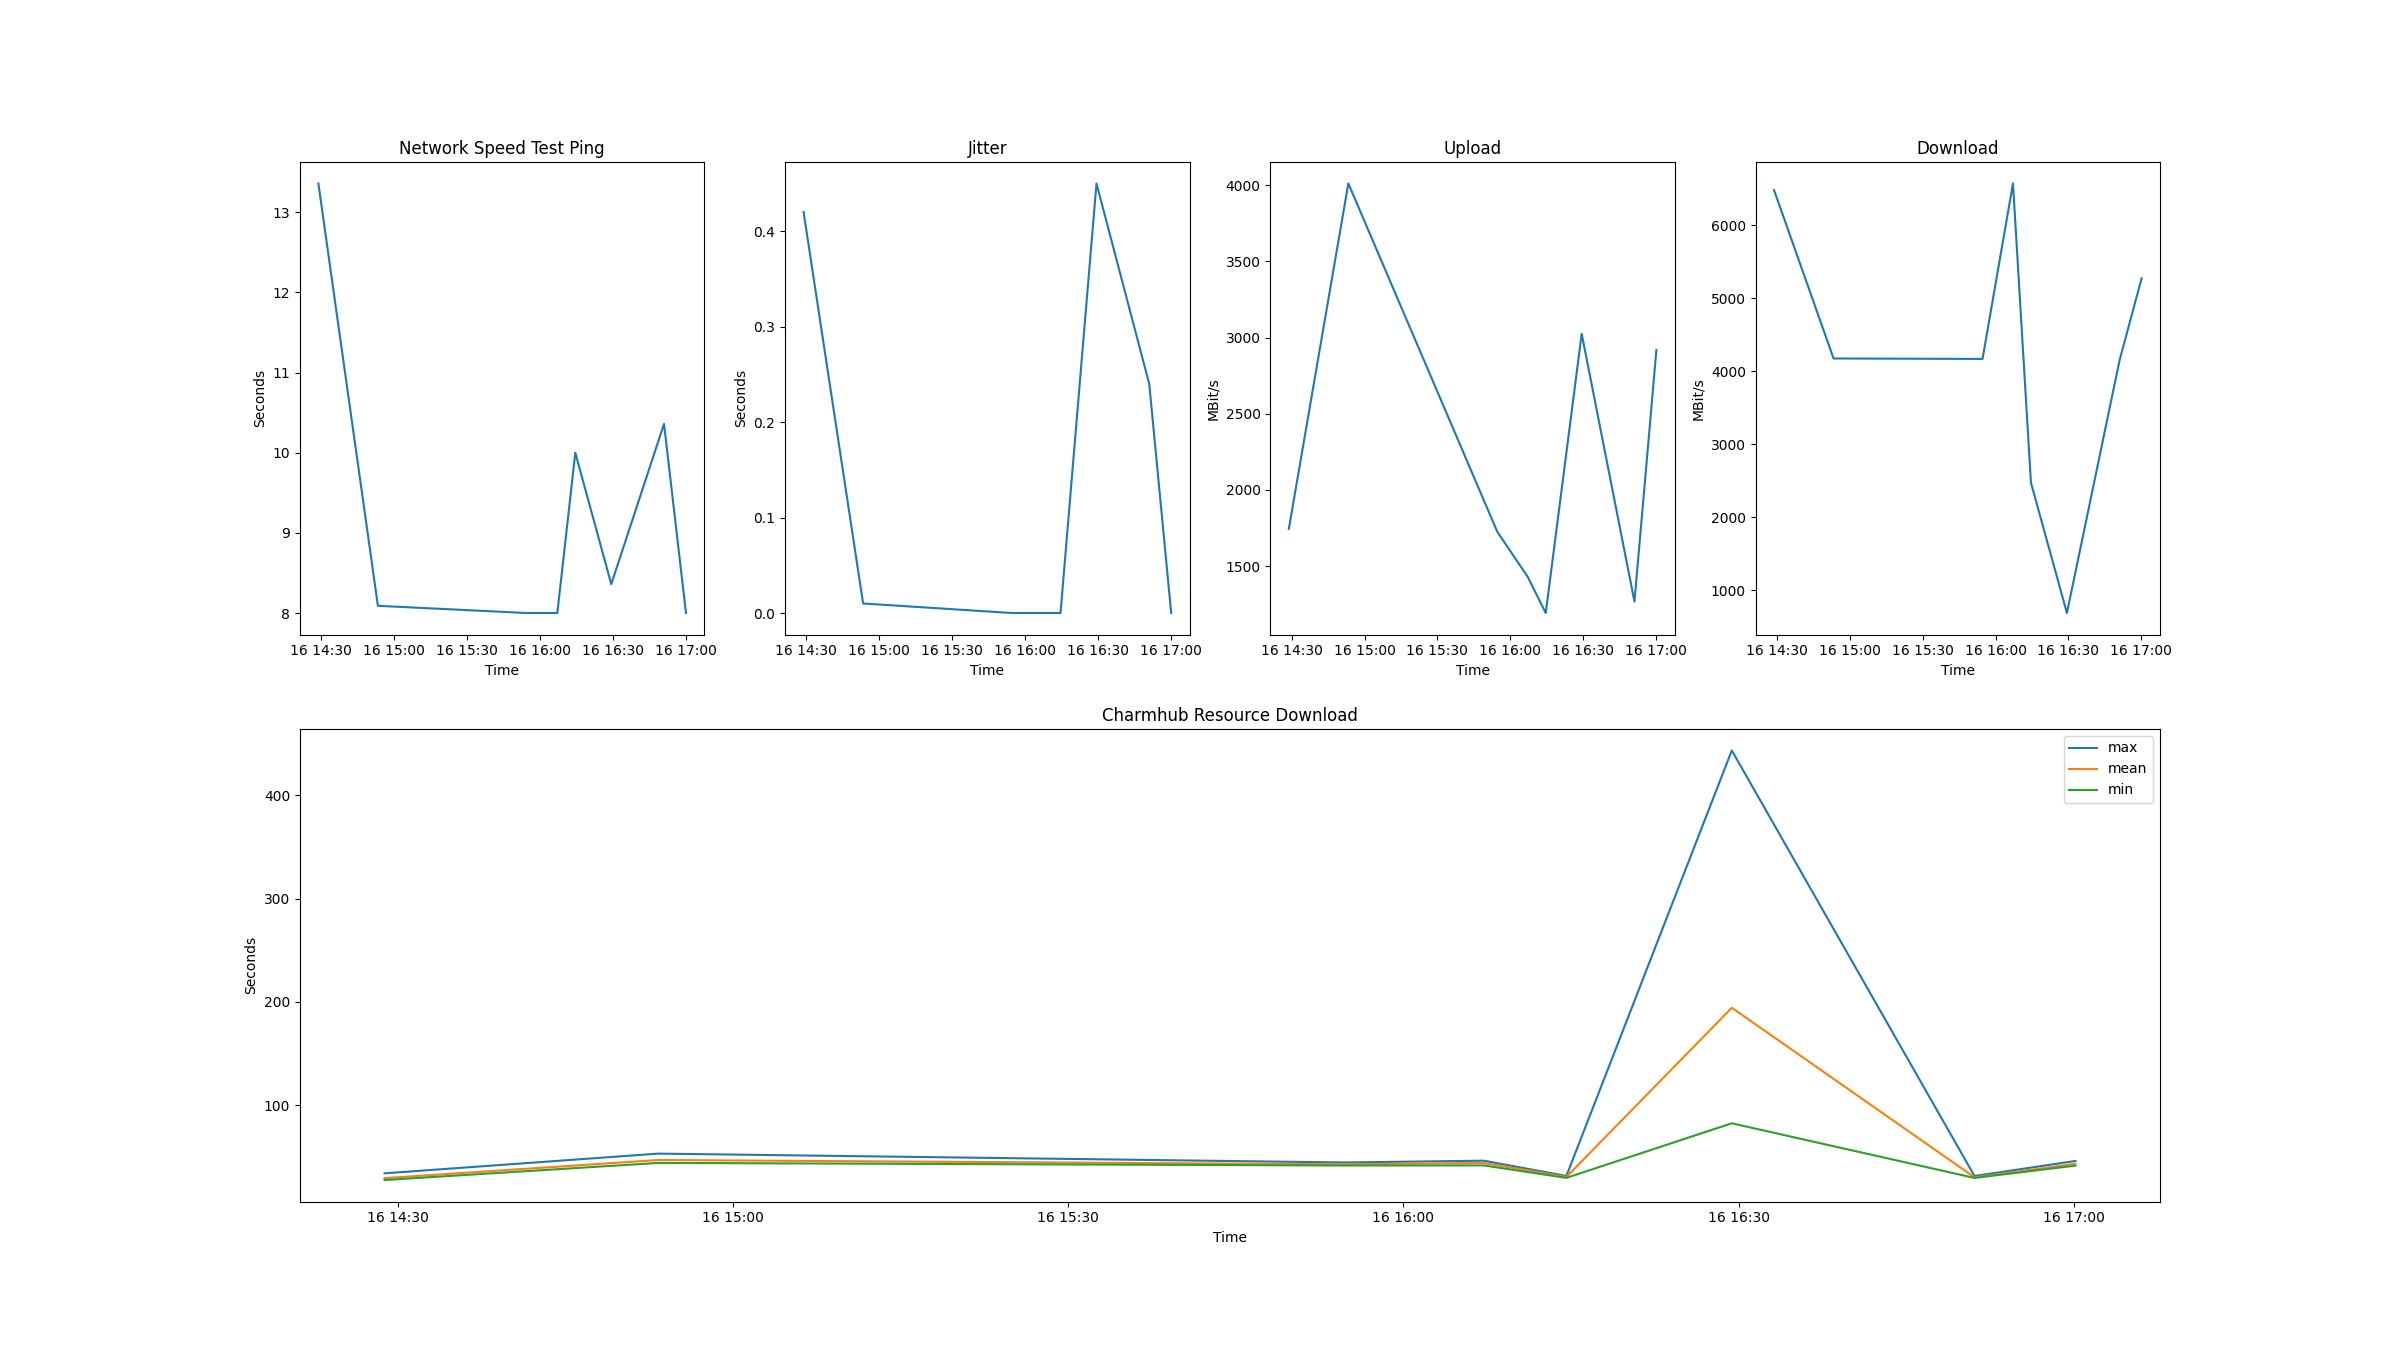 Network Speed Test Ping
Seconds
13
12
11
10
9
8
16 14:30 16 15:00 16 15:30 16 16:00 16 16:30 16 17:00
Time
Jitter
Seconds
0.4
0.3
0.2
0.1
0.0
16 14:30 16 15:00 16 15:30 16 16:00 16 16:30 16 17:00
Time
Upload
MBit/s
4000
3500
3000
2500
2000
1500
16 14:30 16 15:00 16 15:30 16 16:00 16 16:30 16 17:00
Time
Download
MBit/s
6000
5000
4000
3000
2000
1000
16 14:30 16 15:00 16 15:30 16 16:00 16 16:30 16 17:00
Time
Charmhub Resource Download
Seconds
400
300
200
100
max
mean
min
16 14:30 16 15:00 16 15:30 16 16:00 16 16:30 16 17:00
Time